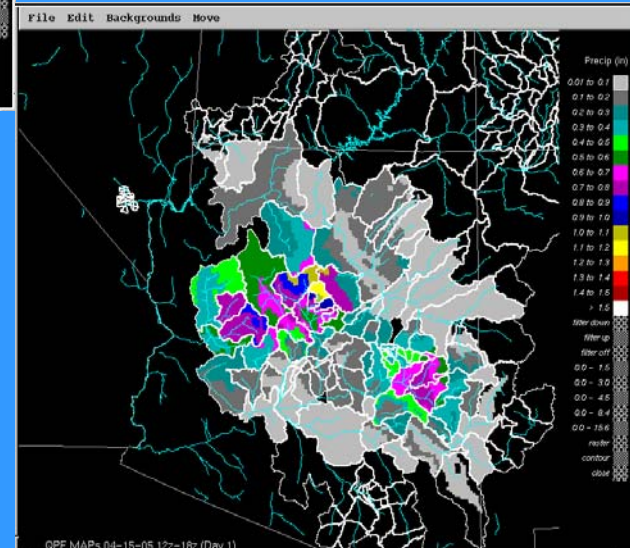 File Edit Backgrounds Move
Precip (in)
0.01 to 0.1
0.1 to 0.2
0.2 to 0.3
0.3 to 0.4
0.4 to 0.5
0.5 to 0.6
0.6 to 0.7
0.7 to 0.8
0.8 to 0.9
0.9 to 1.0
1.0 to 1.1
1.1 to 1.2
1.2 to 1.3
1.3 to 1.4
1.4 to 1.5
> 1.5
filter down
filter up
filter off
0.0 - 1.5
0.0 - 3.0
0.0 - 4.5
0.0 - 8.4
0.0 - 15.6
raster
contour
close
QPF MAPs 04-15-05 12z-18z (Day 1)